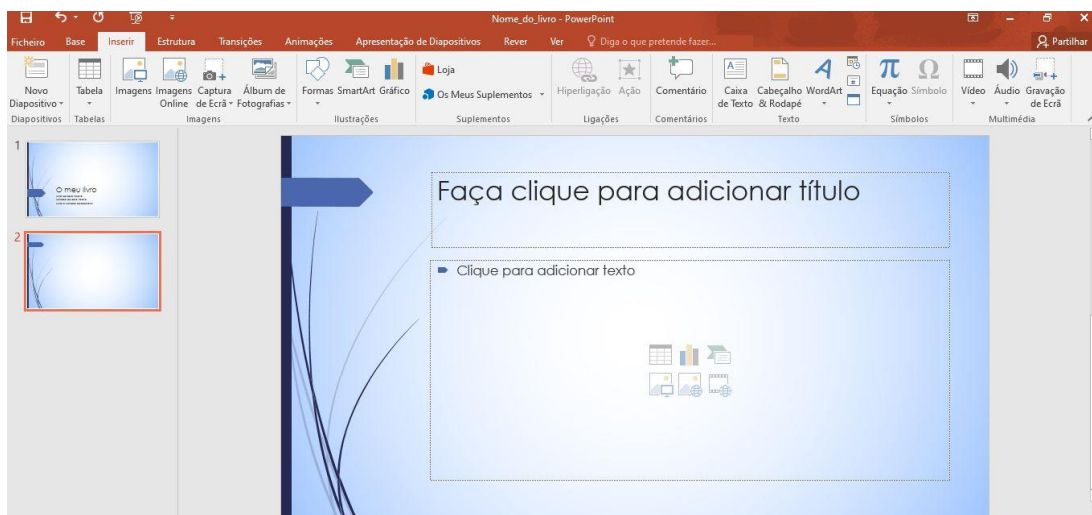 Nome_do_livro - PowerPoint
Ficheiro Base Inserir Estrutura Transições Animações Apresentação de Diapositivos Rever Ver Diga o que pretende fazer... Partilhar
Novo Diapositivo
Tabela
Imagens
Imagens Online
Captura de Ecrã
Álbum de Fotografias
Formas
SmartArt
Gráfico
Loja
Os Meus Suplementos
Hiperligação
Ação
Comentário
Caixa de Texto
Cabeçalho & Rodapé
WordArt
Equação
Símbolo
Vídeo
Áudio
Gravação de Ecrã
Diapositivos Tabelas Imagens Ilustrações Suplementos Ligações Comentários Texto Símbolos Multimédia
1
O meu livro
2
Faça clique para adicionar título
Clique para adicionar texto